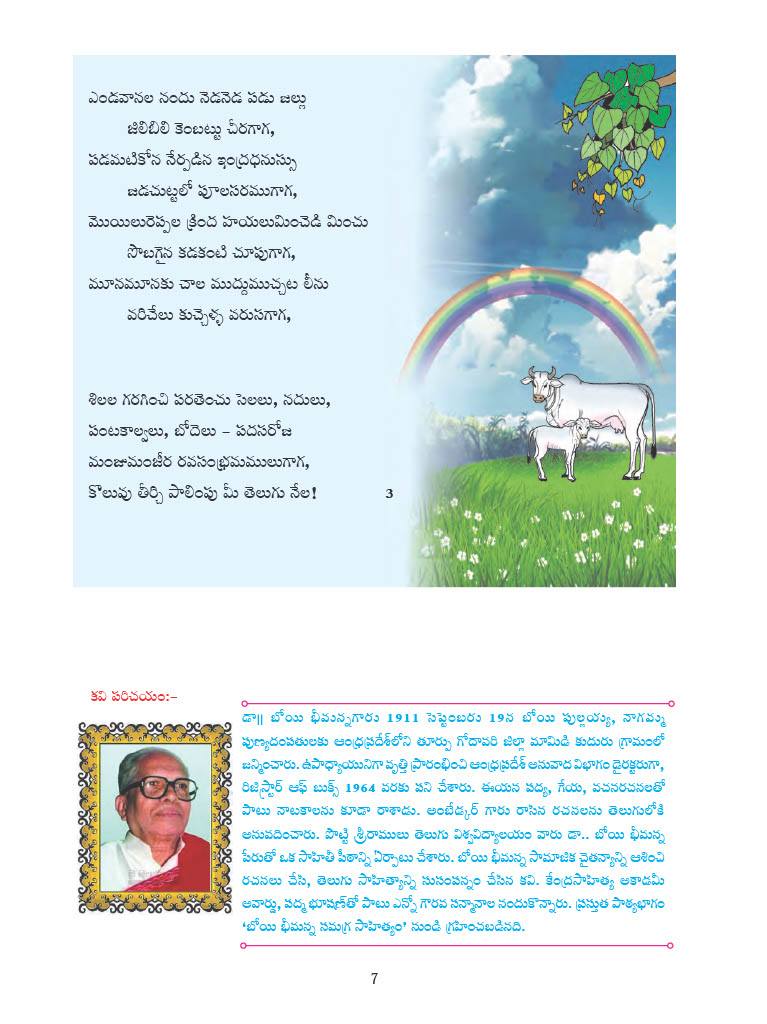 ఎండవానల నందు నెడనెడ పడు జల్లు
జిలిబిలి కెంబట్టు చీరగాగ,
పడమటికోన నేర్పడిన ఇంద్రధనుస్సు
జడచుట్టలో పూలసరముగాగ,
మొయిలురెప్పల క్రింద హయలుమించెడి మించు
సొబగైన కడకంటి చూపుగాగ,
మూనమూనకు చాల ముద్దుముచ్చట లీను
వరిచేలు కుచ్చెళ్ళ వరుసగాగ,
శిలల గరగించి పరతెంచు సెలలు, నదులు,
పంటకాల్వలు, బోదెలు – పదసరోజ
మంజుమంజీర రవసంభ్రమములుగాగ,
కొలువు తీర్చి పాలింపు మీ తెలుగు నేల! 3
కవి పరిచయం:–
డా|| బోయి భీమన్నగారు 1911 సెప్టెంబరు 19న బోయి పుల్లయ్య, నాగమ్మ
పుణ్యదంపతులకు ఆంధ్రప్రదేశ్‌లోని తూర్పు గోదావరి జిల్లా మామిడి కుదురు గ్రామంలో
జన్మించారు. ఉపాధ్యాయునిగా వృత్తి ప్రారంభించి ఆంధ్రప్రదేశ్ అనువాద విభాగం డైరక్టరుగా,
రిజిస్ట్రార్ ఆఫ్ బుక్స్ 1964 వరకు పని చేశారు. ఈయన పద్య, గేయ, వచనరచనలతో
పాటు నాటకాలను కూడా రాశాడు. అంబేడ్కర్ గారు రాసిన రచనలను తెలుగులోకి
అనువదించారు. పొట్టి శ్రీరాములు తెలుగు విశ్వవిద్యాలయం వారు డా.. బోయి భీమన్న
పేరుతో ఒక సాహితీ పీఠాన్ని ఏర్పాటు చేశారు. బోయి భీమన్న సామాజిక చైతన్యాన్ని ఆశించి
రచనలు చేసి, తెలుగు సాహిత్యాన్ని సుసంపన్నం చేసిన కవి. కేంద్రసాహిత్య అకాడమీ
ఆవార్డు, పద్మ భూషణ్‌తో పాటు ఎన్నో గౌరవ సన్మానాల నందుకొన్నారు. ప్రస్తుత పాఠ్యభాగం
'బోయి భీమన్న సమగ్ర సాహిత్యం' నుండి గ్రహించబడినది.
7